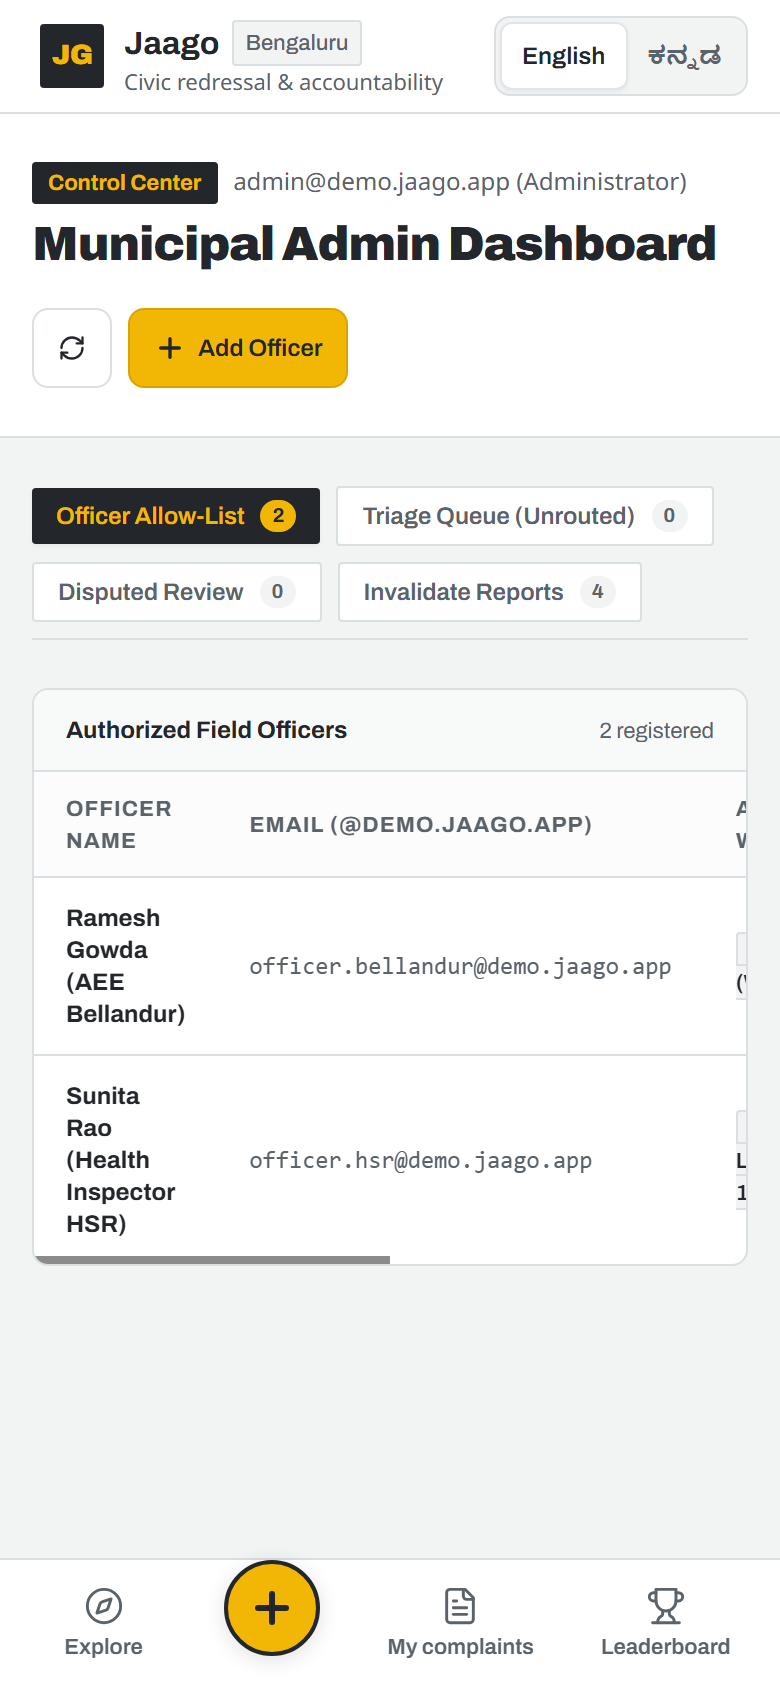 JG
Jaago
Bengaluru
Civic redressal & accountability
English
ಕನ್ನಡ
Control Center
admin@demo.jaago.app (Administrator)
Municipal Admin Dashboard
Add Officer
Officer Allow-List 2
Triage Queue (Unrouted) 0
Disputed Review 0
Invalidate Reports 4
Authorized Field Officers
2 registered
OFFICER
NAME
EMAIL (@DEMO.JAAGO.APP)
Ramesh
Gowda
(AEE
Bellandur)
officer.bellandur@demo.jaago.app
Sunita
Rao
(Health
Inspector
HSR)
officer.hsr@demo.jaago.app
Explore
My complaints
Leaderboard